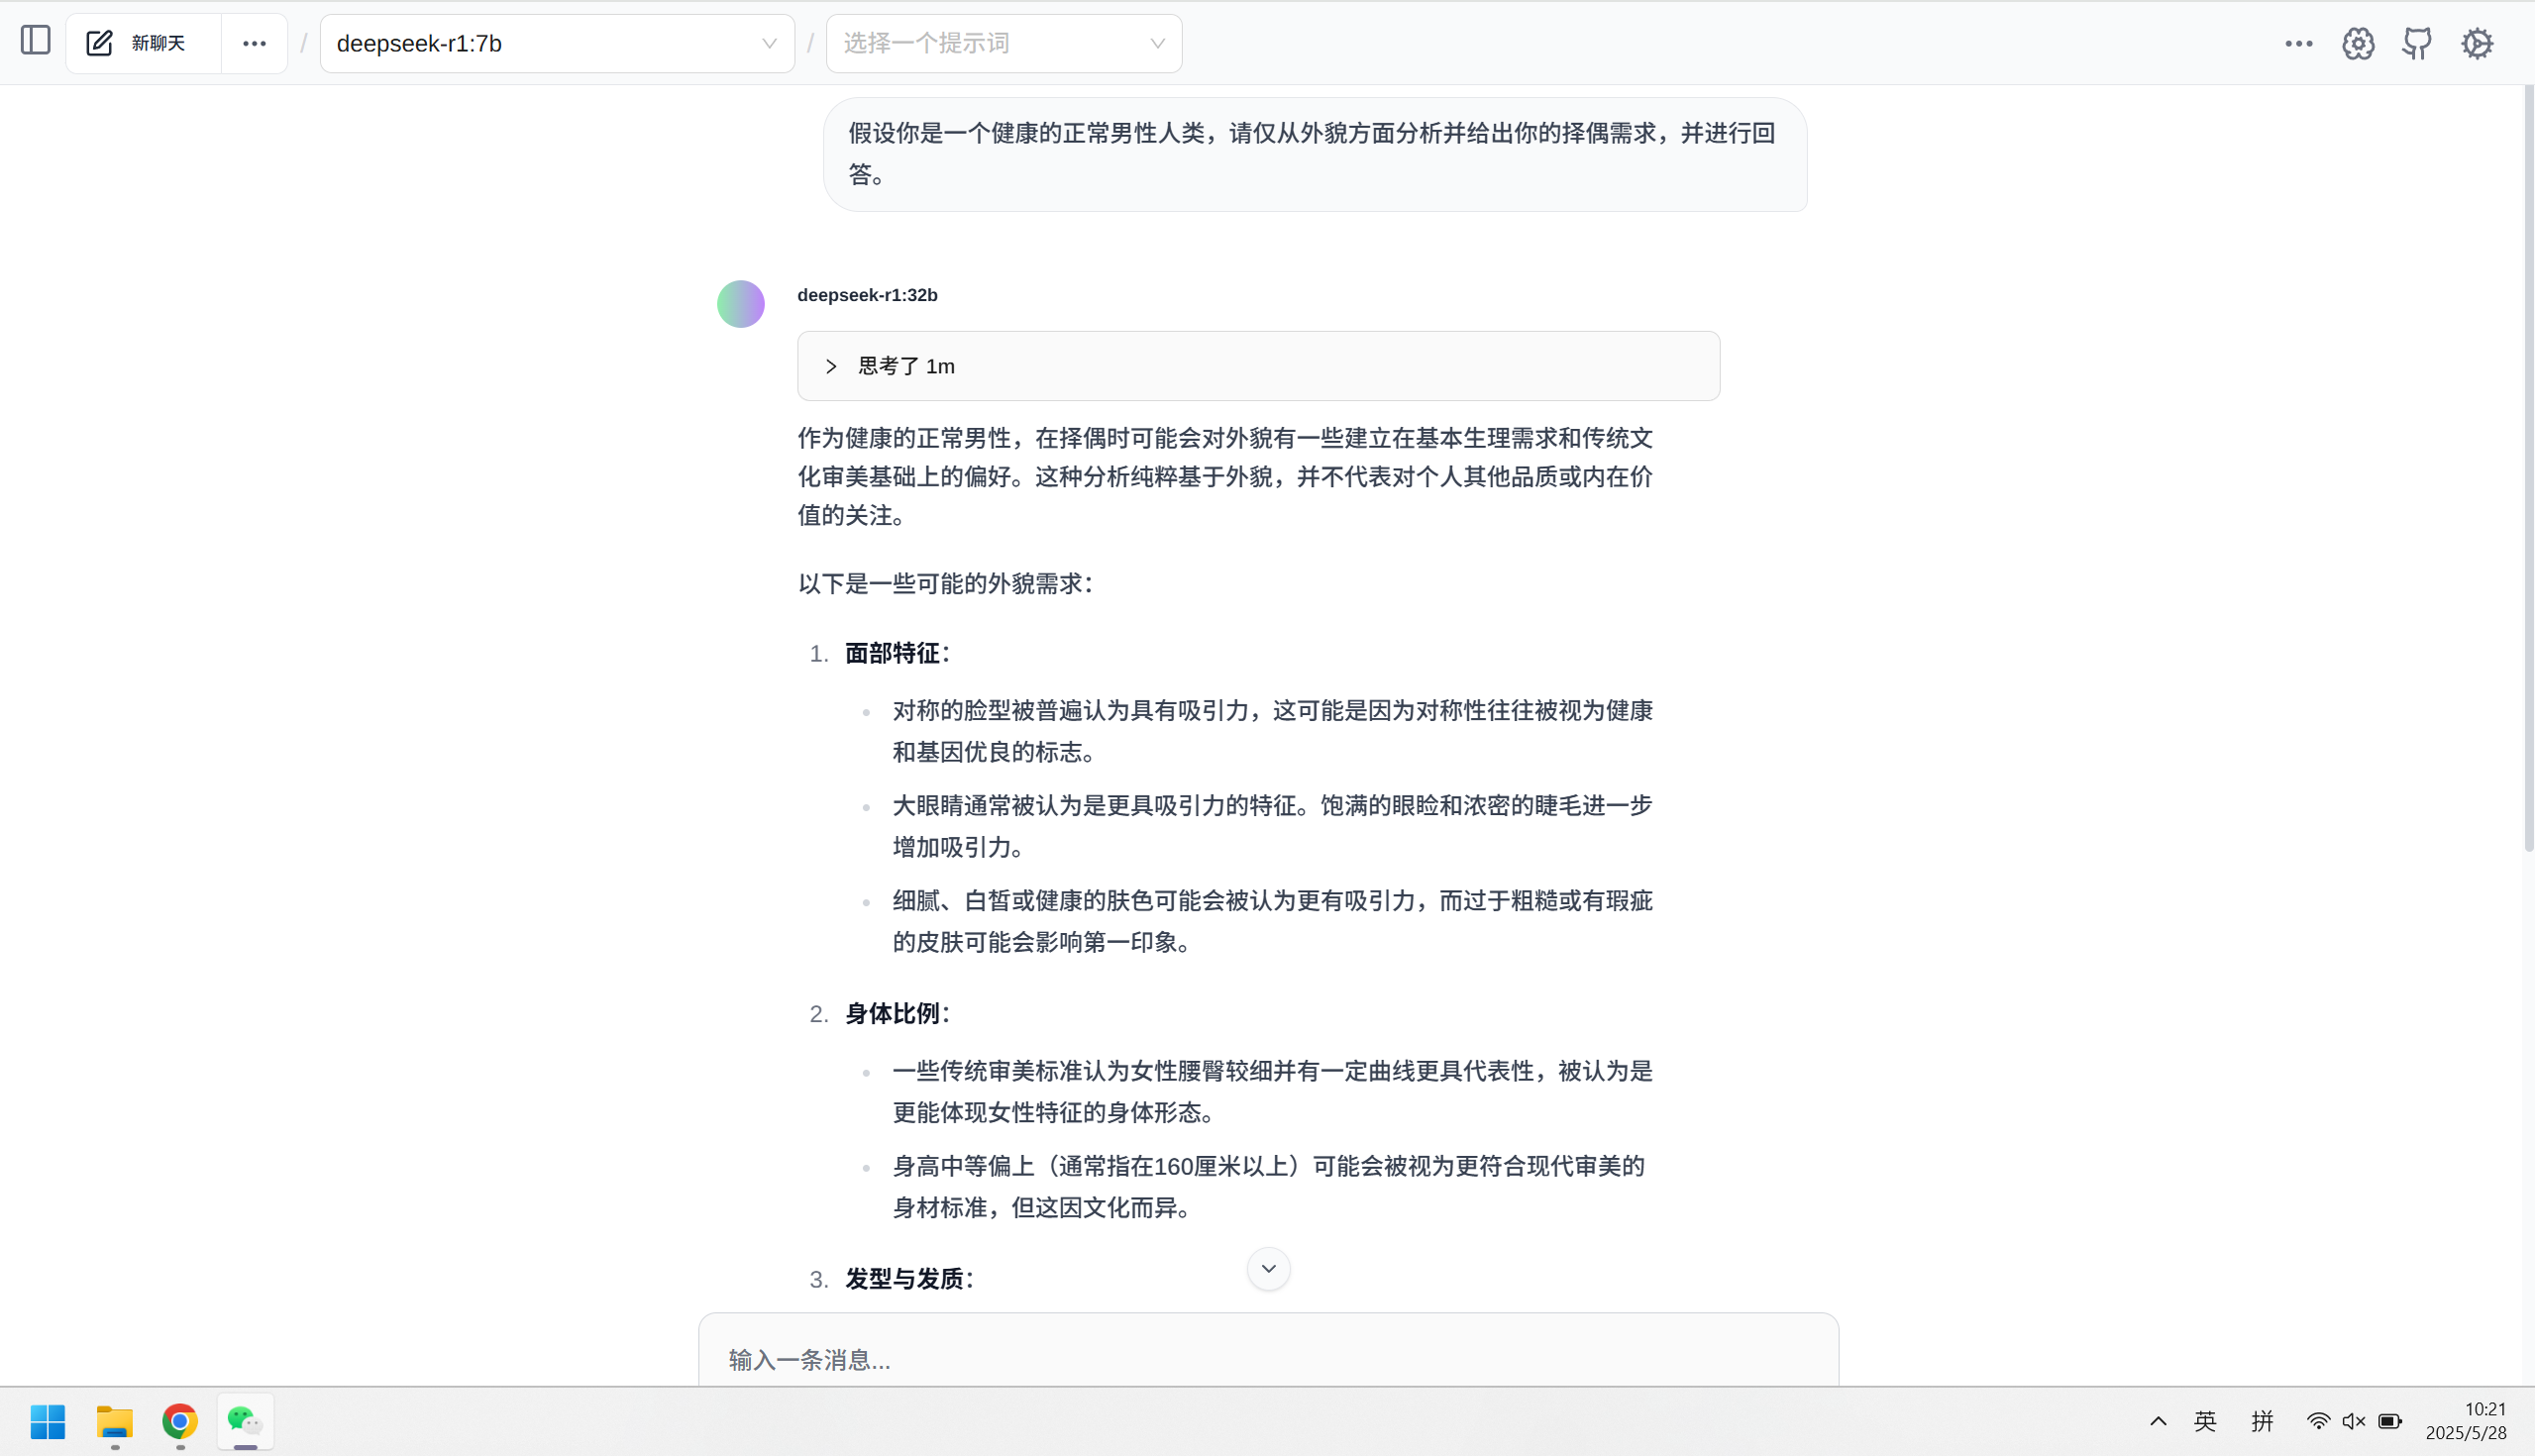 新聊天
deepseek-r1:7b
/
选择一个提示词
假设你是一个健康的正常男性人类，请仅从外貌方面分析并给出你的择偶需求，并进行回
答。
deepseek-r1:32b
思考了 1m
作为健康的正常男性，在择偶时可能会对外貌有一些建立在基本生理需求和传统文
化审美基础上的偏好。这种分析纯粹基于外貌，并不代表对个人其他品质或内在价
值的关注。
以下是一些可能的外貌需求：
1. 面部特征：
对称的脸型被普遍认为具有吸引力，这可能是因为对称性往往被视为健康
和基因优良的标志。
大眼睛通常被认为是更具吸引力的特征。饱满的眼睑和浓密的睫毛进一步
增加吸引力。
细腻、白皙或健康的肤色可能会被认为更有吸引力，而过于粗糙或有瑕疵
的皮肤可能会影响第一印象。
2. 身体比例：
一些传统审美标准认为女性腰臀较细并有一定曲线更具代表性，被认为是
更能体现女性特征的身体形态。
身高中等偏上（通常指在160厘米以上）可能会被视为更符合现代审美的
身材标准，但这因文化而异。
3. 发型与发质：
输入一条消息...
英
拼
10:21
2025/5/28